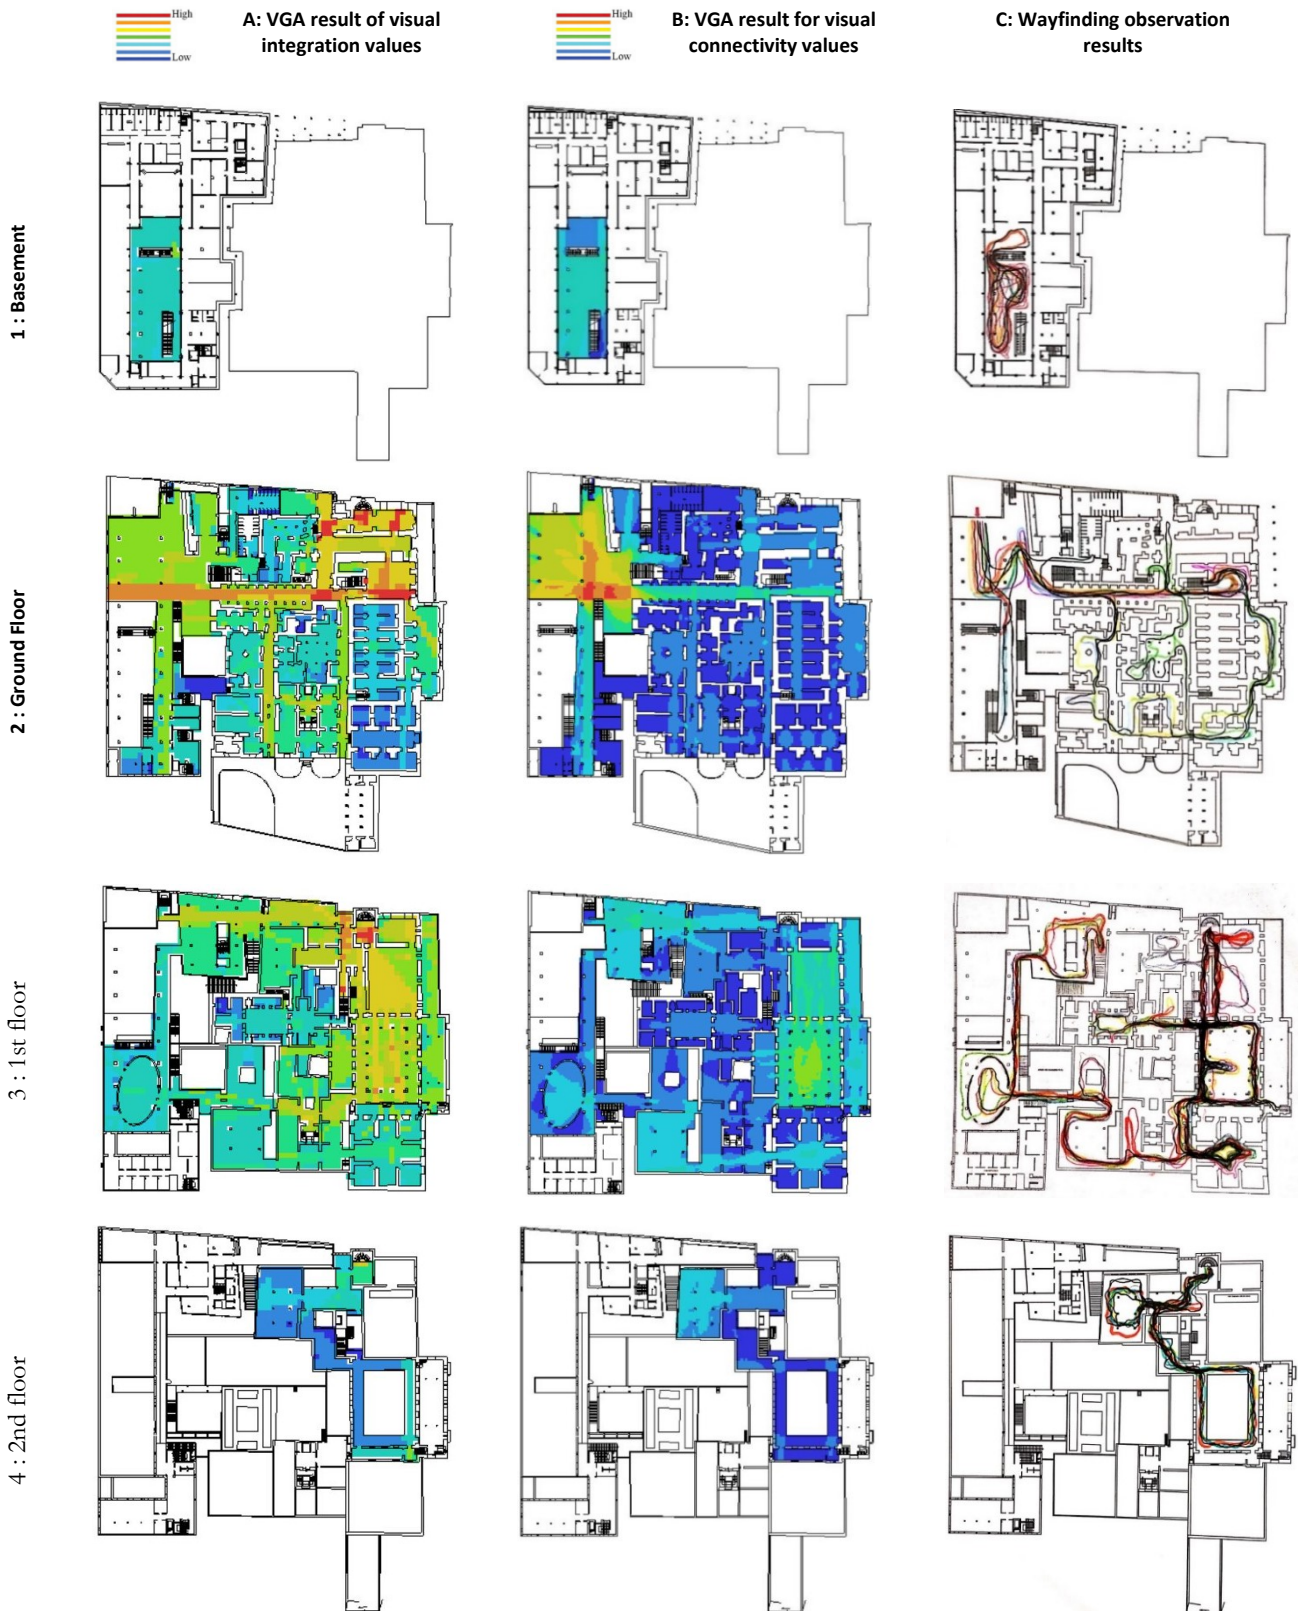 High
Low
A: VGA result of visual
integration values
High
Low
B: VGA result for visual
connectivity values
C: Wayfinding observation
results
1 : Basement
2 : Ground Floor
3 : 1st floor
4 : 2nd floor